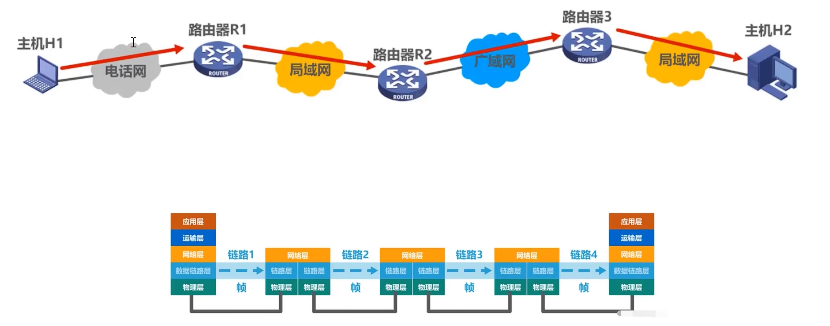 主机H1
电话网
路由器R1
ROUTER
局域网
路由器R2
ROUTER
广域网
路由器3
ROUTER
局域网
主机H2
应用层
运输层
网络层
数据链路层
物理层
链路1
帧
网络层
链路层 链路层
物理层 物理层
链路2
帧
网络层
链路层 链路层
物理层 物理层
链路3
帧
网络层
链路层 链路层
物理层 物理层
链路4
帧
应用层
运输层
网络层
数据链路层
物理层